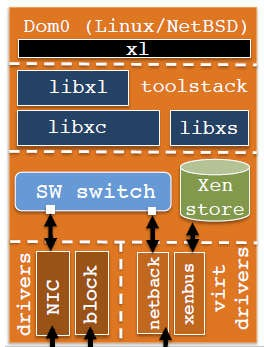 Dom0 (Linux/NetBSD)
xl
libxl
toolstack
libxc
libxs
SW switch
Xen
store
drivers
NIC
block
netback
xenbus
virt
drivers